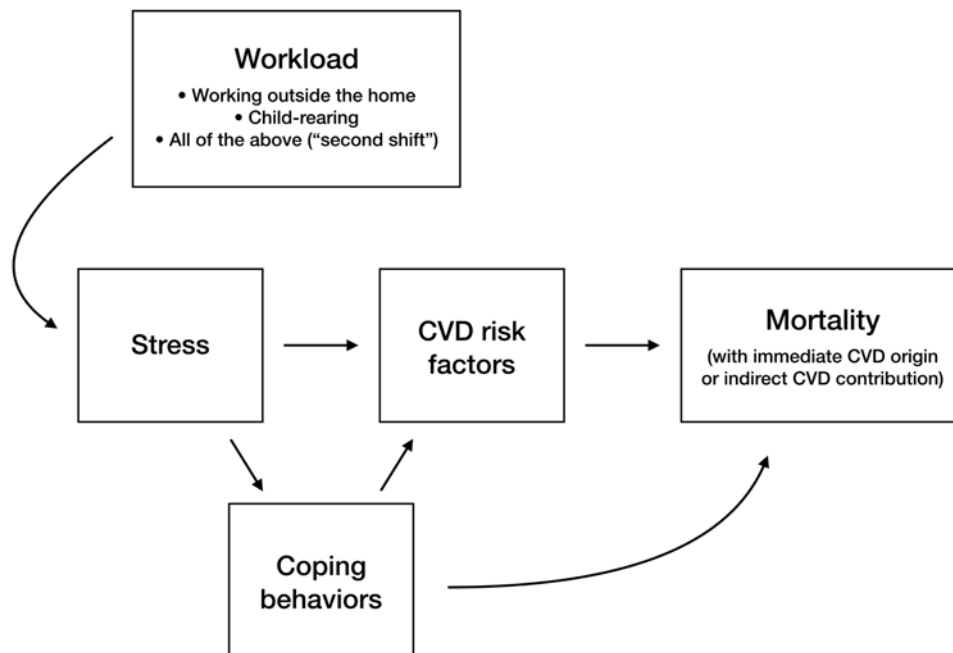 Workload
• Working outside the home
• Child-rearing
• All of the above (“second shift”)
Stress
CVD risk
factors
Mortality
(with immediate CVD origin
or indirect CVD contribution)
Coping
behaviors